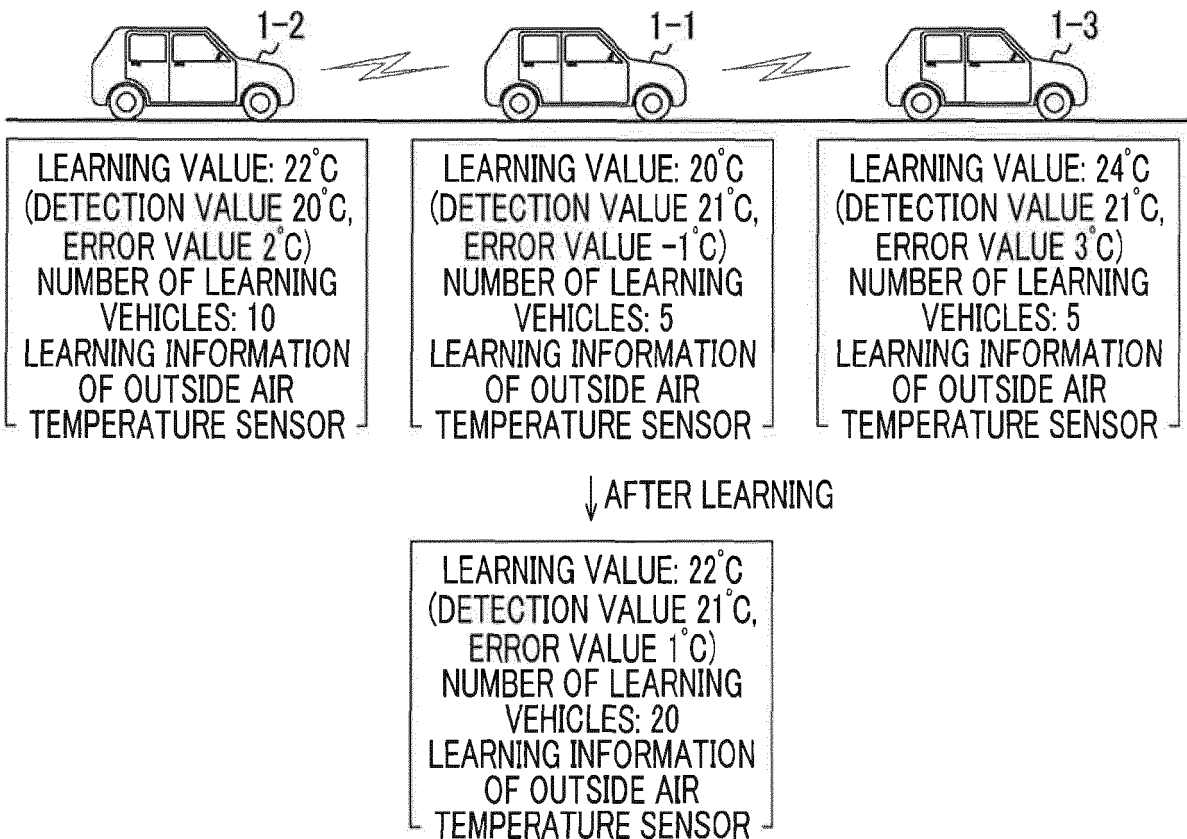 1-2
1-1
1-3
LEARNING VALUE: 22°C
(DETECTION VALUE 20°C,
ERROR VALUE 2°C)
NUMBER OF LEARNING
VEHICLES: 10
LEARNING INFORMATION
OF OUTSIDE AIR
TEMPERATURE SENSOR
LEARNING VALUE: 20°C
(DETECTION VALUE 21°C,
ERROR VALUE -1°C)
NUMBER OF LEARNING
VEHICLES: 5
LEARNING INFORMATION
OF OUTSIDE AIR
TEMPERATURE SENSOR
LEARNING VALUE: 24°C
(DETECTION VALUE 21°C,
ERROR VALUE 3°C)
NUMBER OF LEARNING
VEHICLES: 5
LEARNING INFORMATION
OF OUTSIDE AIR
TEMPERATURE SENSOR
↓ AFTER LEARNING
LEARNING VALUE: 22°C
(DETECTION VALUE 21°C,
ERROR VALUE 1°C)
NUMBER OF LEARNING
VEHICLES: 20
LEARNING INFORMATION
OF OUTSIDE AIR
TEMPERATURE SENSOR